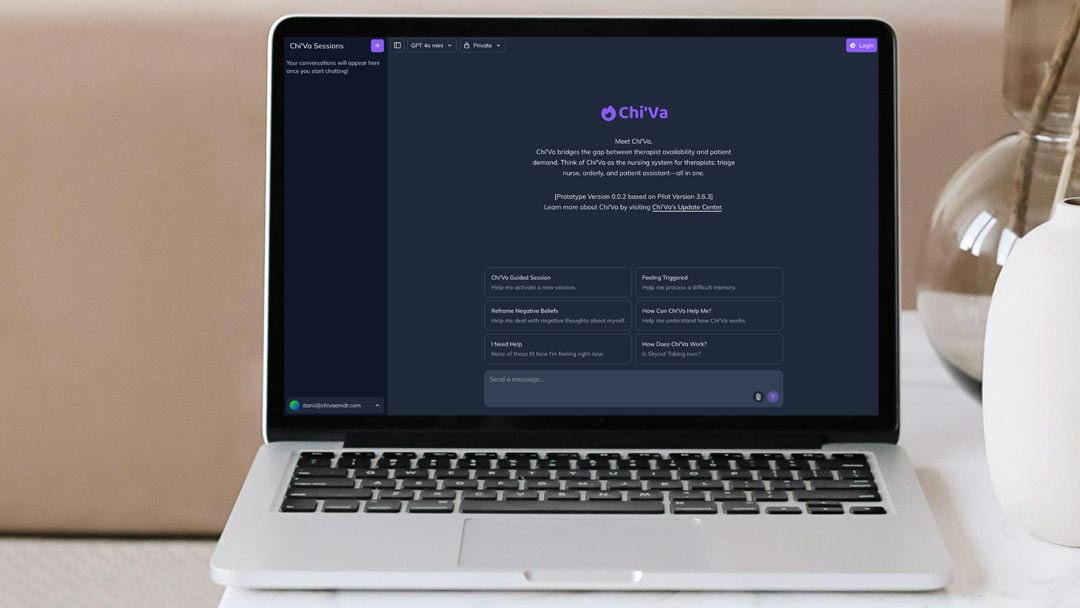 Chi'Va Sessions
+
GPT 4o mini
Private
Login
Your conversations will appear here
once you start chatting!
Chi'Va
Meet Chi'Va,
Chi'Va bridges the gap between therapist availability and patient
demand. Think of Chi'Va as the nursing system for therapists: triage
nurse, orderly, and patient assistant—all in one.
[Prototype Version 0.0.2 based on Pilot Version 3.6.3]
Learn more about Chi'Va by visiting Chi'Va's Update Center.
Chi'Va Guided Session
Help me activate a new session.
Feeling Triggered
Help me process a difficult memory.
Reframe Negative Beliefs
Help me deal with negative thoughts about myself.
How Can Chi'Va Help Me?
Help me understand how Chi'Va works.
I Need Help
None of these fit how I'm feeling right now.
How Does Chi'Va Work?
Is Skynet Taking over?
Send a message...
danii@chivaemdr.com